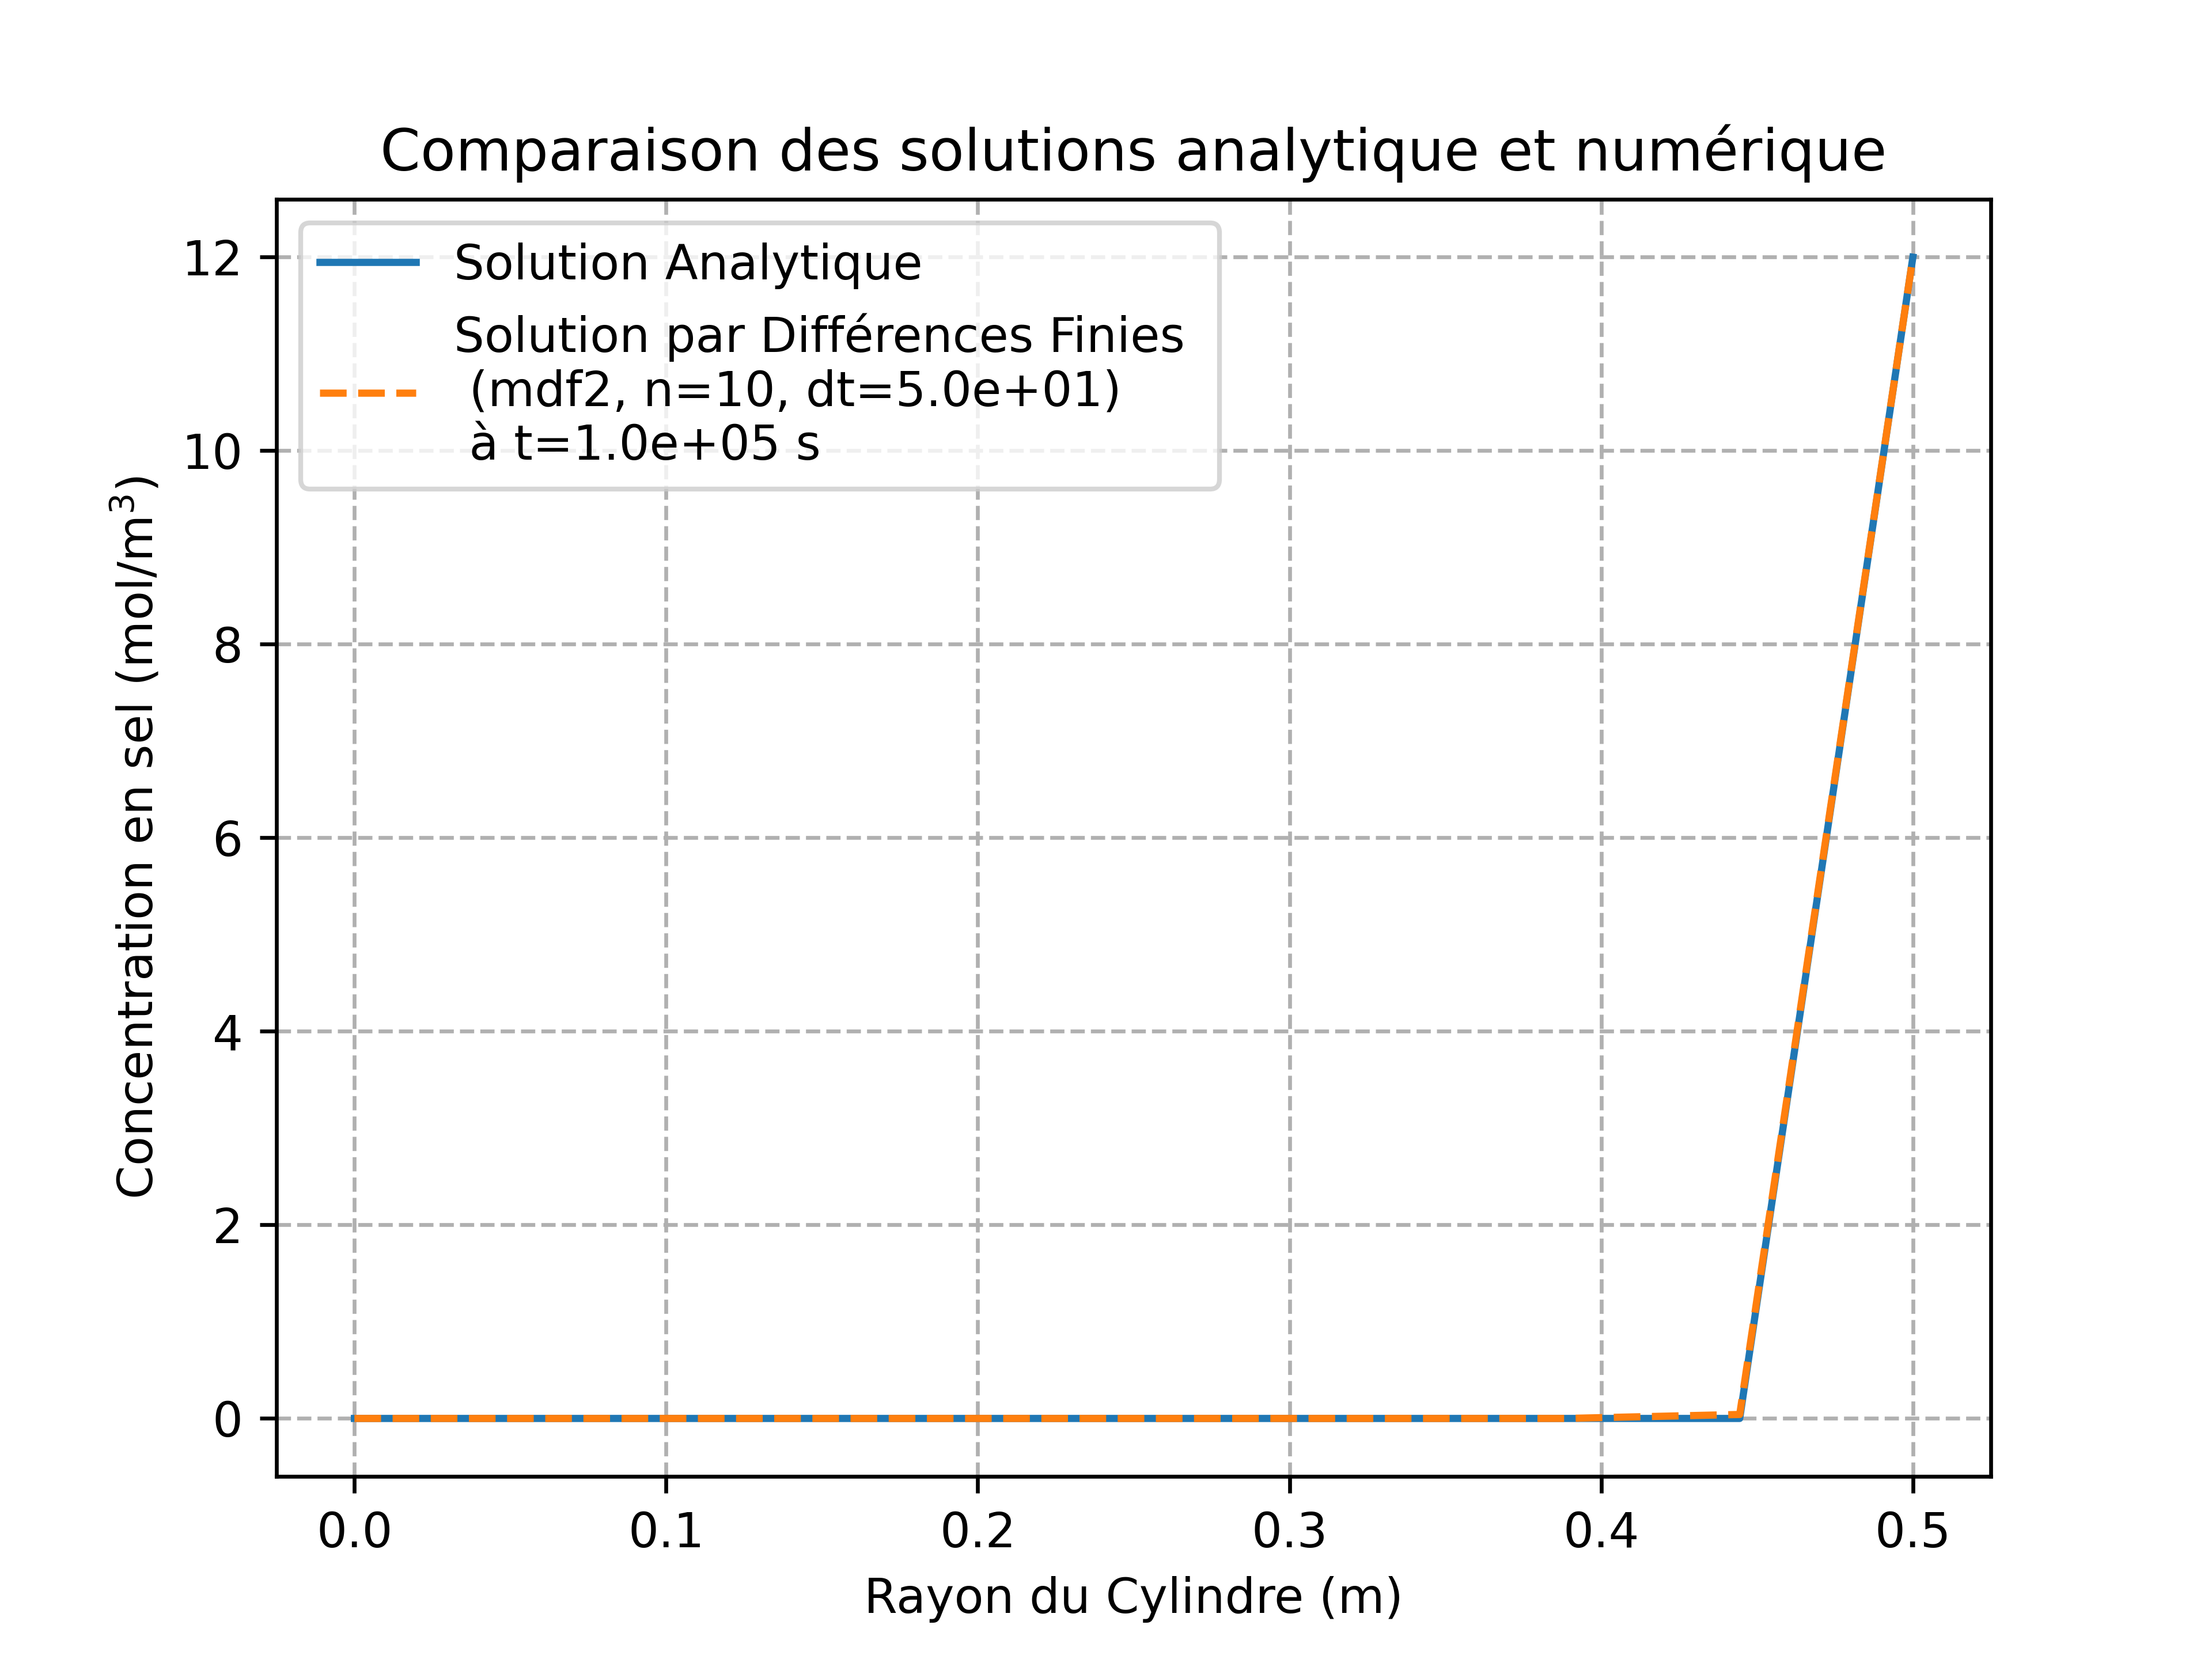 Comparaison des solutions analytique et numérique
Solution Analytique
Solution par Différences Finies
(mdf2, n=10, dt=5.0e+01)
à t=1.0e+05 s
Concentration en sel (mol/m³)
12
10
8
6
4
2
0
0.0 0.1 0.2 0.3 0.4 0.5
Rayon du Cylindre (m)